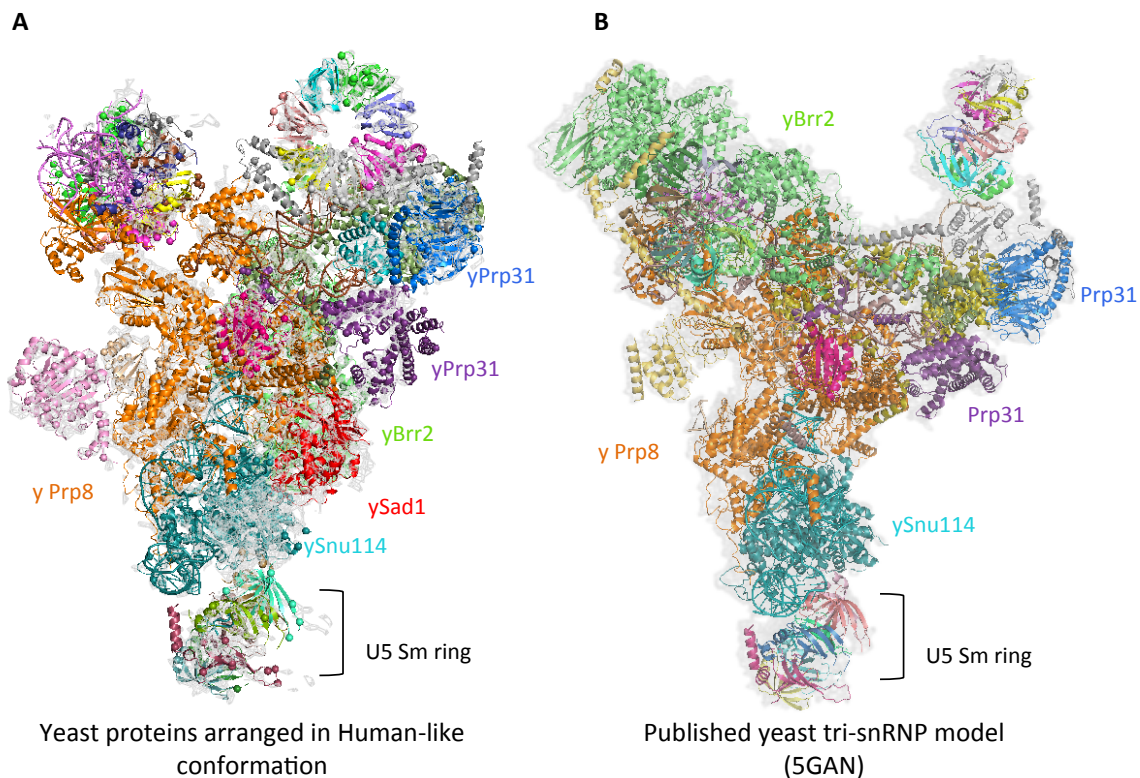 A
B
yBrr2
yPrp31
Prp31
yPrp31
Prp31
yBrr2
y Prp8
y Prp8
ySad1
ySnu114
ySnu114
U5 Sm ring
U5 Sm ring
Yeast proteins arranged in Human-like
conformation
Published yeast tri-snRNP model
(5GAN)